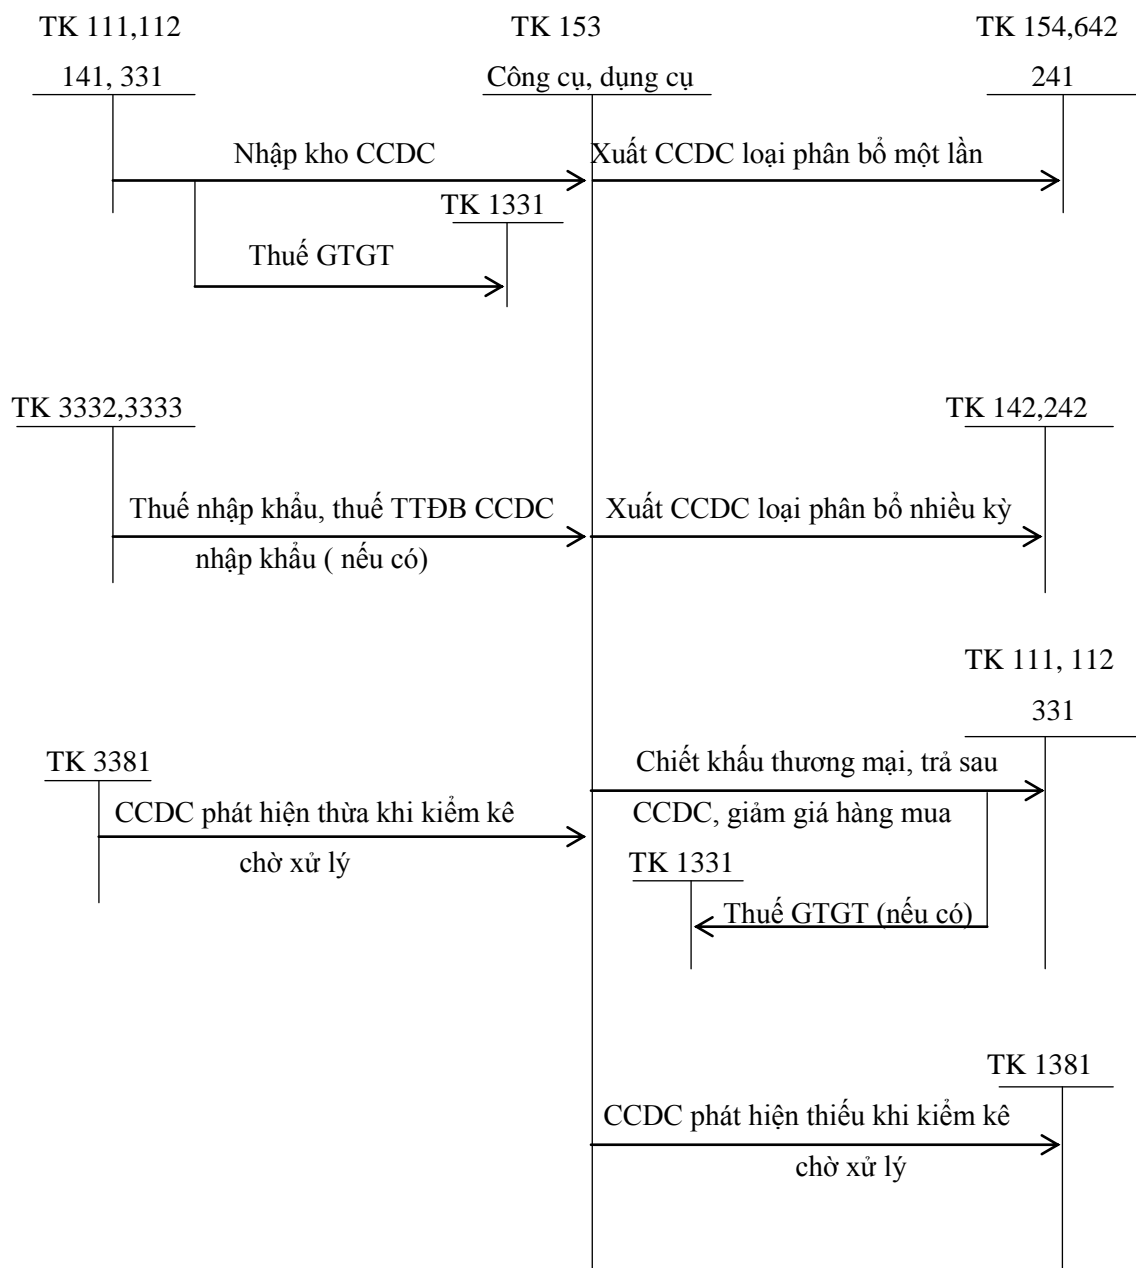 TK 111,112
TK 153
TK 154,642
141, 331
Công cụ, dụng cụ
241
Nhập kho CCDC
Xuất CCDC loại phân bổ một lần
TK 1331
Thuế GTGT
TK 3332,3333
TK 142,242
Thuế nhập khẩu, thuế TTĐB CCDC
Xuất CCDC loại phân bổ nhiều kỳ
nhập khẩu ( nếu có)
TK 111, 112
331
TK 3381
Chiết khấu thương mại, trả sau
CCDC phát hiện thừa khi kiểm kê
CCDC, giảm giá hàng mua
chờ xử lý
TK 1331
Thuế GTGT (nếu có)
TK 1381
CCDC phát hiện thiếu khi kiểm kê
chờ xử lý